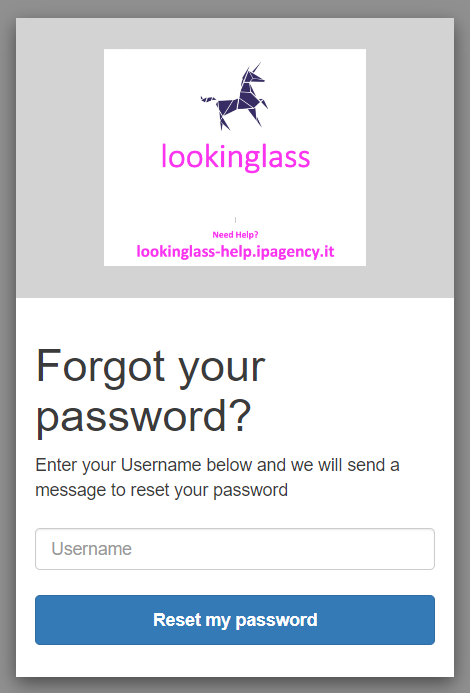 lookinglass
Need Help?
lookinglass-help.ipagency.it
Forgot your
password?
Enter your Username below and we will send a
message to reset your password
Username
Reset my password